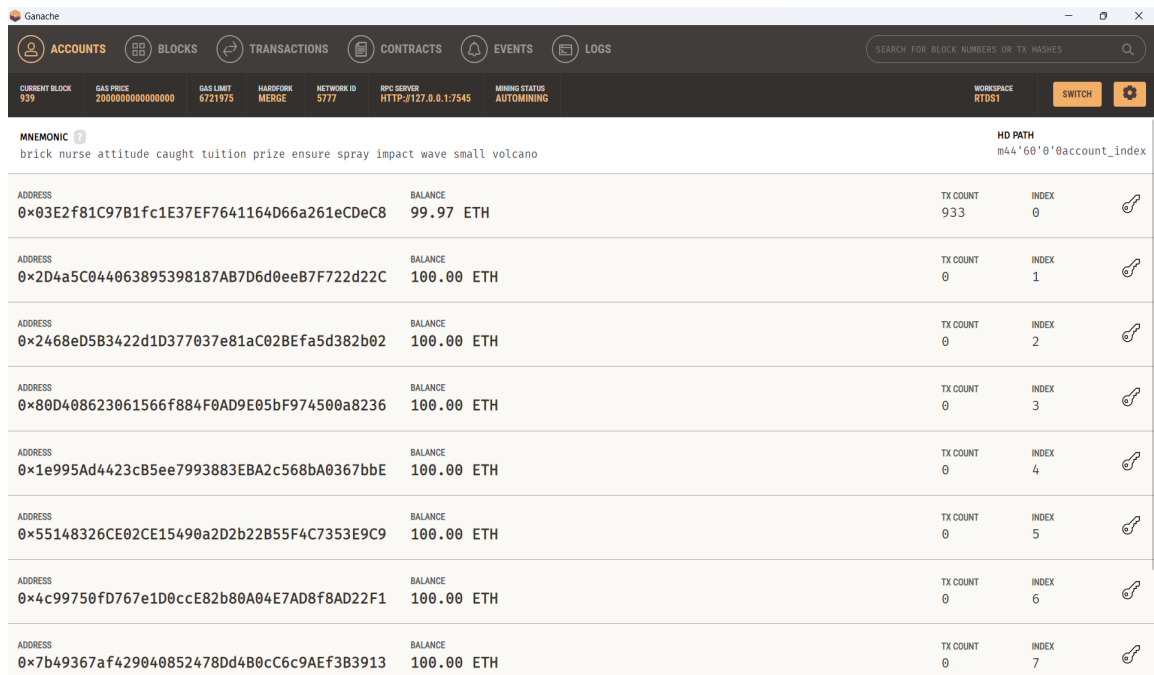 Ganache
ACCOUNTS BLOCKS TRANSACTIONS CONTRACTS EVENTS LOGS SEARCH FOR BLOCK NUMBERS OR TX HASHES
CURRENT BLOCK GAS PRICE GAS LIMIT HARDFORK NETWORK ID RPC SERVER MINING STATUS WORKSPACE
939 2000000000000000 6721975 MERGE 5777 HTTP://127.0.0.1:7545 AUTOMINING RTDS1 SWITCH
MNEMONIC ? HD PATH
brick nurse attitude caught tuition prize ensure spray impact wave small volcano m44'60'0'0account_index
ADDRESS BALANCE TX COUNT INDEX
0×03E2f81C97B1fc1E37EF7641164D66a261eCDeC8 99.97 ETH 933 0
ADDRESS BALANCE TX COUNT INDEX
0×2D4a5C044063895398187AB7D6d0eeB7F722d22C 100.00 ETH 0 1
ADDRESS BALANCE TX COUNT INDEX
0×2468eD5B3422d1D377037e81aC02BEfa5d382b02 100.00 ETH 0 2
ADDRESS BALANCE TX COUNT INDEX
0×80D408623061566f884F0AD9E05bF974500a8236 100.00 ETH 0 3
ADDRESS BALANCE TX COUNT INDEX
0×1e995Ad4423cB5ee7993883EBA2c568bA0367bbE 100.00 ETH 0 4
ADDRESS BALANCE TX COUNT INDEX
0×55148326CE02CE15490a2D2b22B55F4C7353E9C9 100.00 ETH 0 5
ADDRESS BALANCE TX COUNT INDEX
0×4c99750fD767e1D0ccE82b80A04E7AD8f8AD22F1 100.00 ETH 0 6
ADDRESS BALANCE TX COUNT INDEX
0×7b49367af429040852478Dd4B0cC6c9AEf3B3913 100.00 ETH 0 7